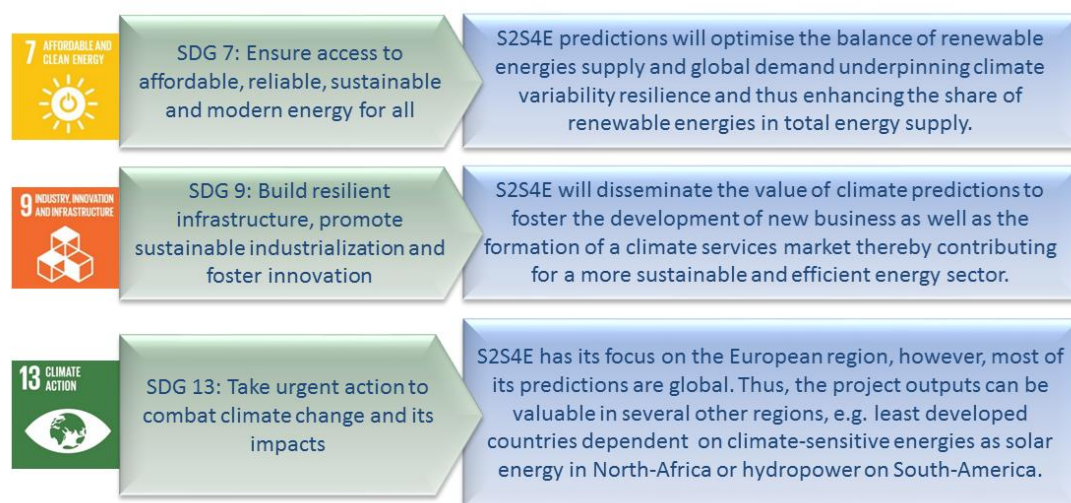 7 AFFORDABLE AND
CLEAN ENERGY
SDG 7: Ensure access to
affordable, reliable, sustainable
and modern energy for all
S2S4E predictions will optimise the balance of renewable
energies supply and global demand underpinning climate
variability resilience and thus enhancing the share of
renewable energies in total energy supply.
9 INDUSTRY, INNOVATION
AND INFRASTRUCTURE
SDG 9: Build resilient
infrastructure, promote
sustainable industrialization and
foster innovation
S2S4E will disseminate the value of climate predictions to
foster the development of new business as well as the
formation of a climate services market thereby contributing
for a more sustainable and efficient energy sector.
13 CLIMATE
ACTION
SDG 13: Take urgent action to
combat climate change and its
impacts
S2S4E has its focus on the European region, however, most of
its predictions are global. Thus, the project outputs can be
valuable in several other regions, e.g. least developed
countries dependent on climate-sensitive energies as solar
energy in North-Africa or hydropower on South-America.